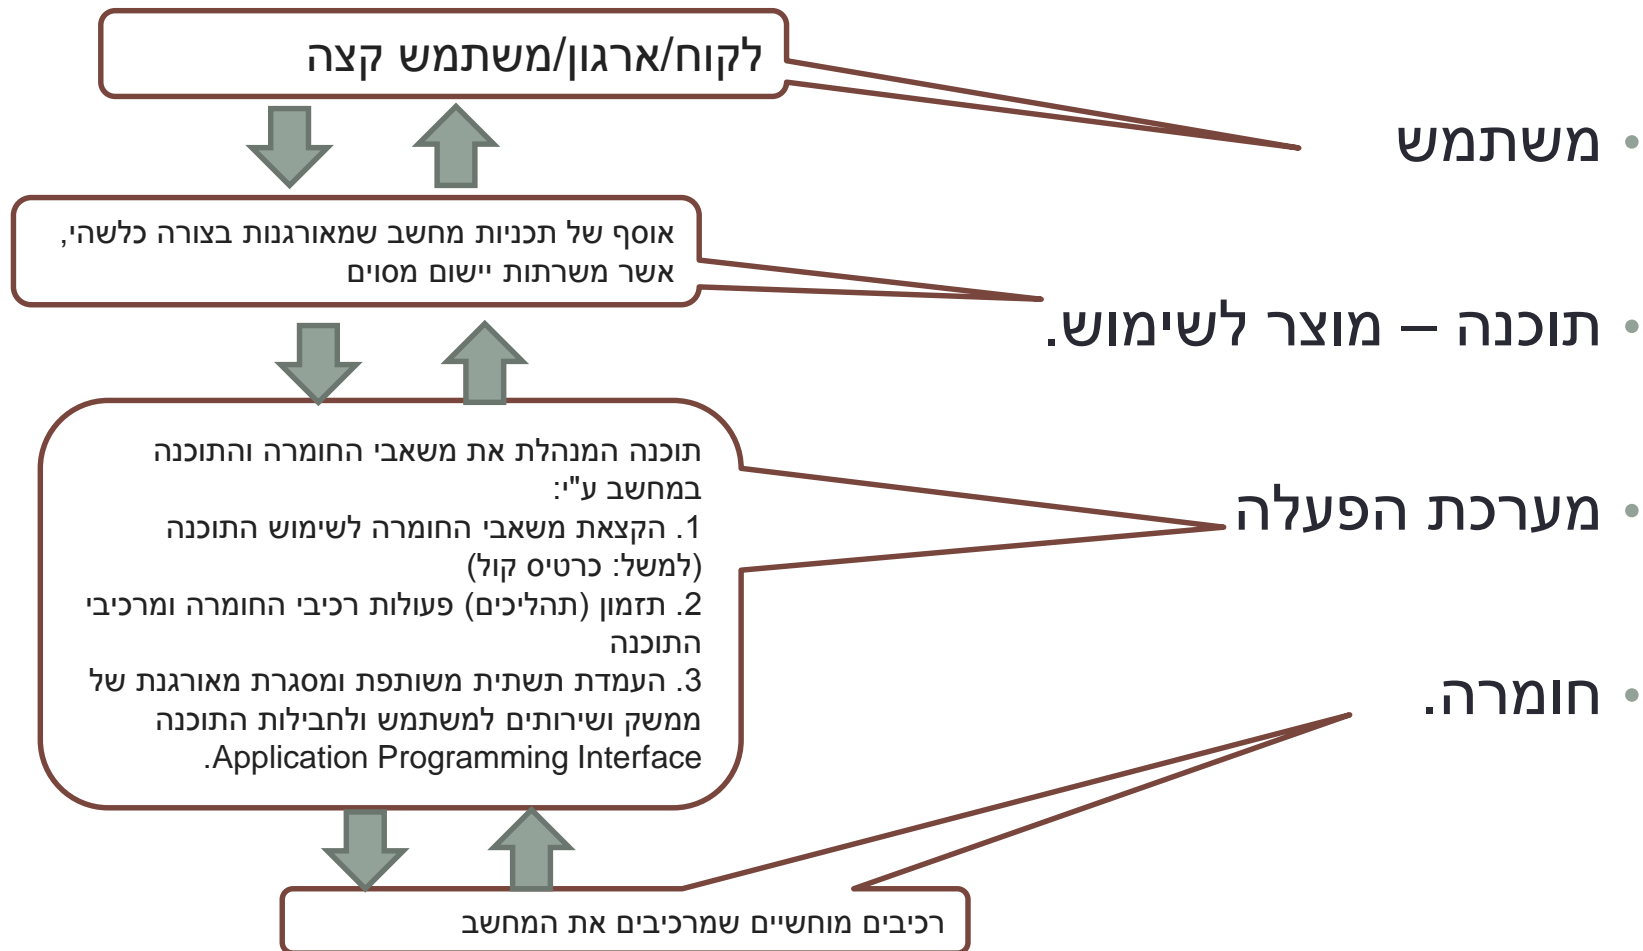 לקוח/ארגון/משתמש קצה
• משתמש
אוסף של תכניות מחשב שמאורגנות בצורה כלשהי,
אשר משרתות יישום מסוים
• תוכנה – מוצר לשימוש.
תוכנה המנהלת את משאבי החומרה והתוכנה
במחשב ע"י:
1. הקצאת משאבי החומרה לשימוש התוכנה
(למשל: כרטיס קול)
2. תזמון (תהליכים) פעולות רכיבי החומרה ומרכיבי
התוכנה
3. העמדת תשתית משותפת ומסגרת מאורגנת של
ממשק ושירותים למשתמש ולחבילות התוכנה
Application Programming Interface.
• מערכת הפעלה
• חומרה.
רכיבים מוחשיים שמרכיבים את המחשב